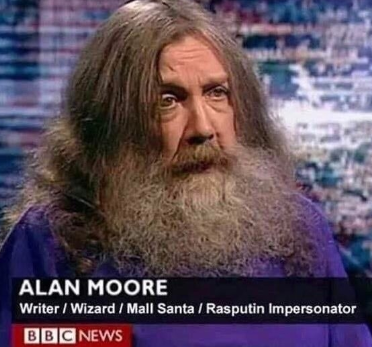 ALAN MOORE
Writer / Wizard / Mall Santa / Rasputin Impersonator
BBC NEWS